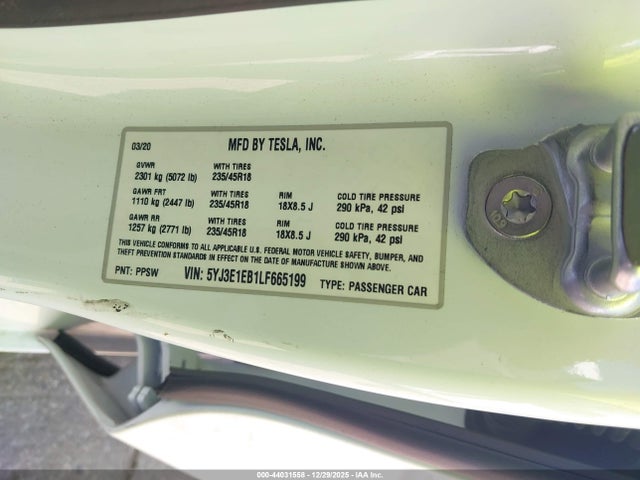 03/20 MFD BY TESLA, INC.
GVWR WITH TIRES
2301 kg (5072 lb) 235/45R18
GAWR FRT WITH TIRES RIM COLD TIRE PRESSURE
1110 kg (2447 lb) 235/45R18 18X8.5 J 290 kPa, 42 psi
GAWR RR WITH TIRES RIM COLD TIRE PRESSURE
1257 kg (2771 lb) 235/45R18 18X8.5 J 290 kPa, 42 psi
THIS VEHICLE CONFORMS TO ALL APPLICABLE U.S. FEDERAL MOTOR VEHICLE SAFETY, BUMPER, AND
THEFT PREVENTION STANDARDS IN EFFECT ON THE DATE OF MANUFACTURE SHOWN ABOVE.
PNT: PPSW VIN: 5YJ3E1EB1LF665199 TYPE: PASSENGER CAR
000-44031558 - 12/29/2025 - IAA Inc.